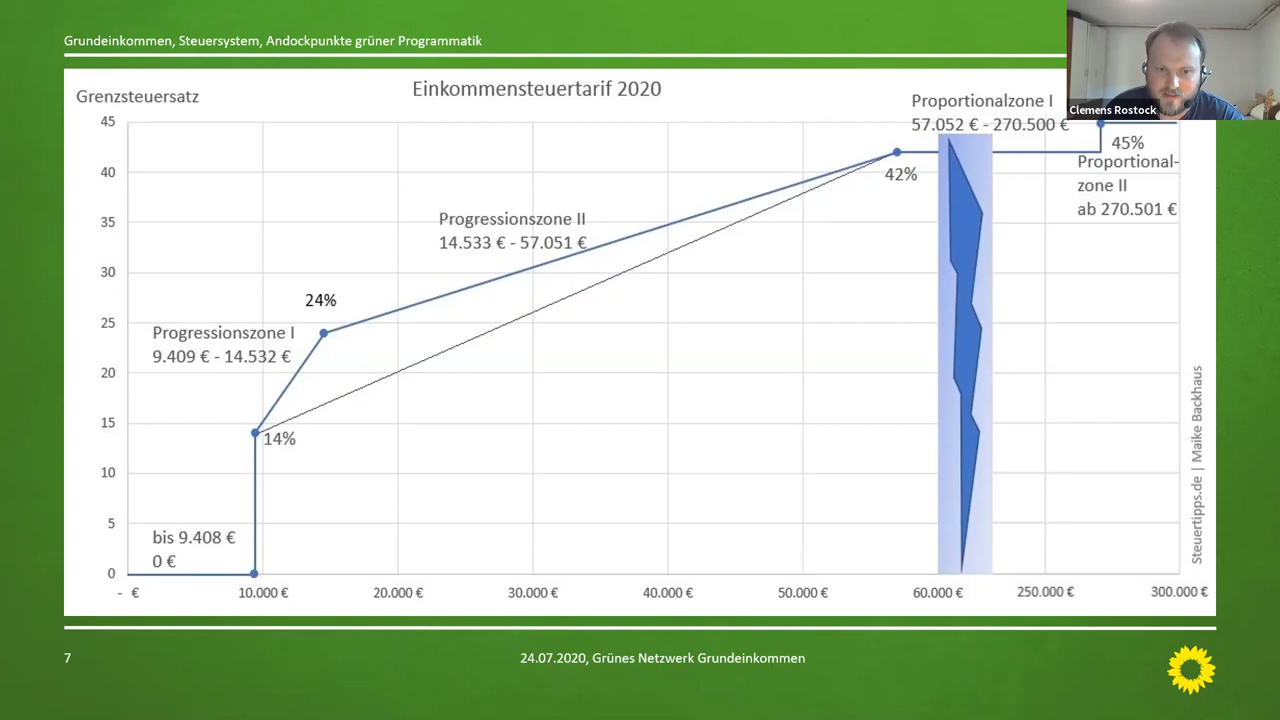 Grundeinkommen, Steuersystem, Andockpunkte grüner Programmatik
Clemens Rostock
Einkommensteuertarif 2020
Grenzsteuersatz
Proportionalzone I
57.052 € - 270.500 €
45
40
35
30
25
20
15
10
5
0
42%
45%
Proportional-
zone II
ab 270.501 €
Progressionszone II
14.533 € - 57.051 €
24%
Progressionszone I
9.409 € - 14.532 €
14%
bis 9.408 €
0 €
- €
10.000 €
20.000 €
30.000 €
40.000 €
50.000 €
60.000 €
250.000 €
300.000 €
Steuertipps.de | Maike Backhaus
7
24.07.2020, Grünes Netzwerk Grundeinkommen